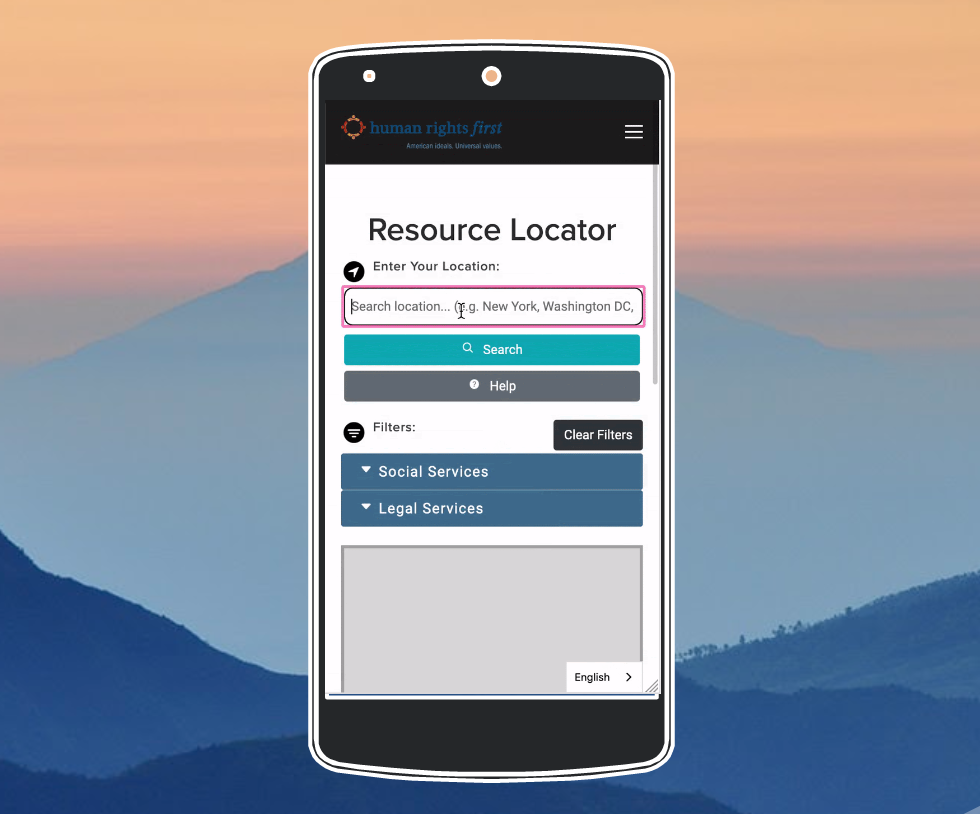 human rights first
American ideals. Universal values.
Resource Locator
Enter Your Location:
Search location... (e.g. New York, Washington DC,
Search
Help
Filters:
Clear Filters
Social Services
Legal Services
English